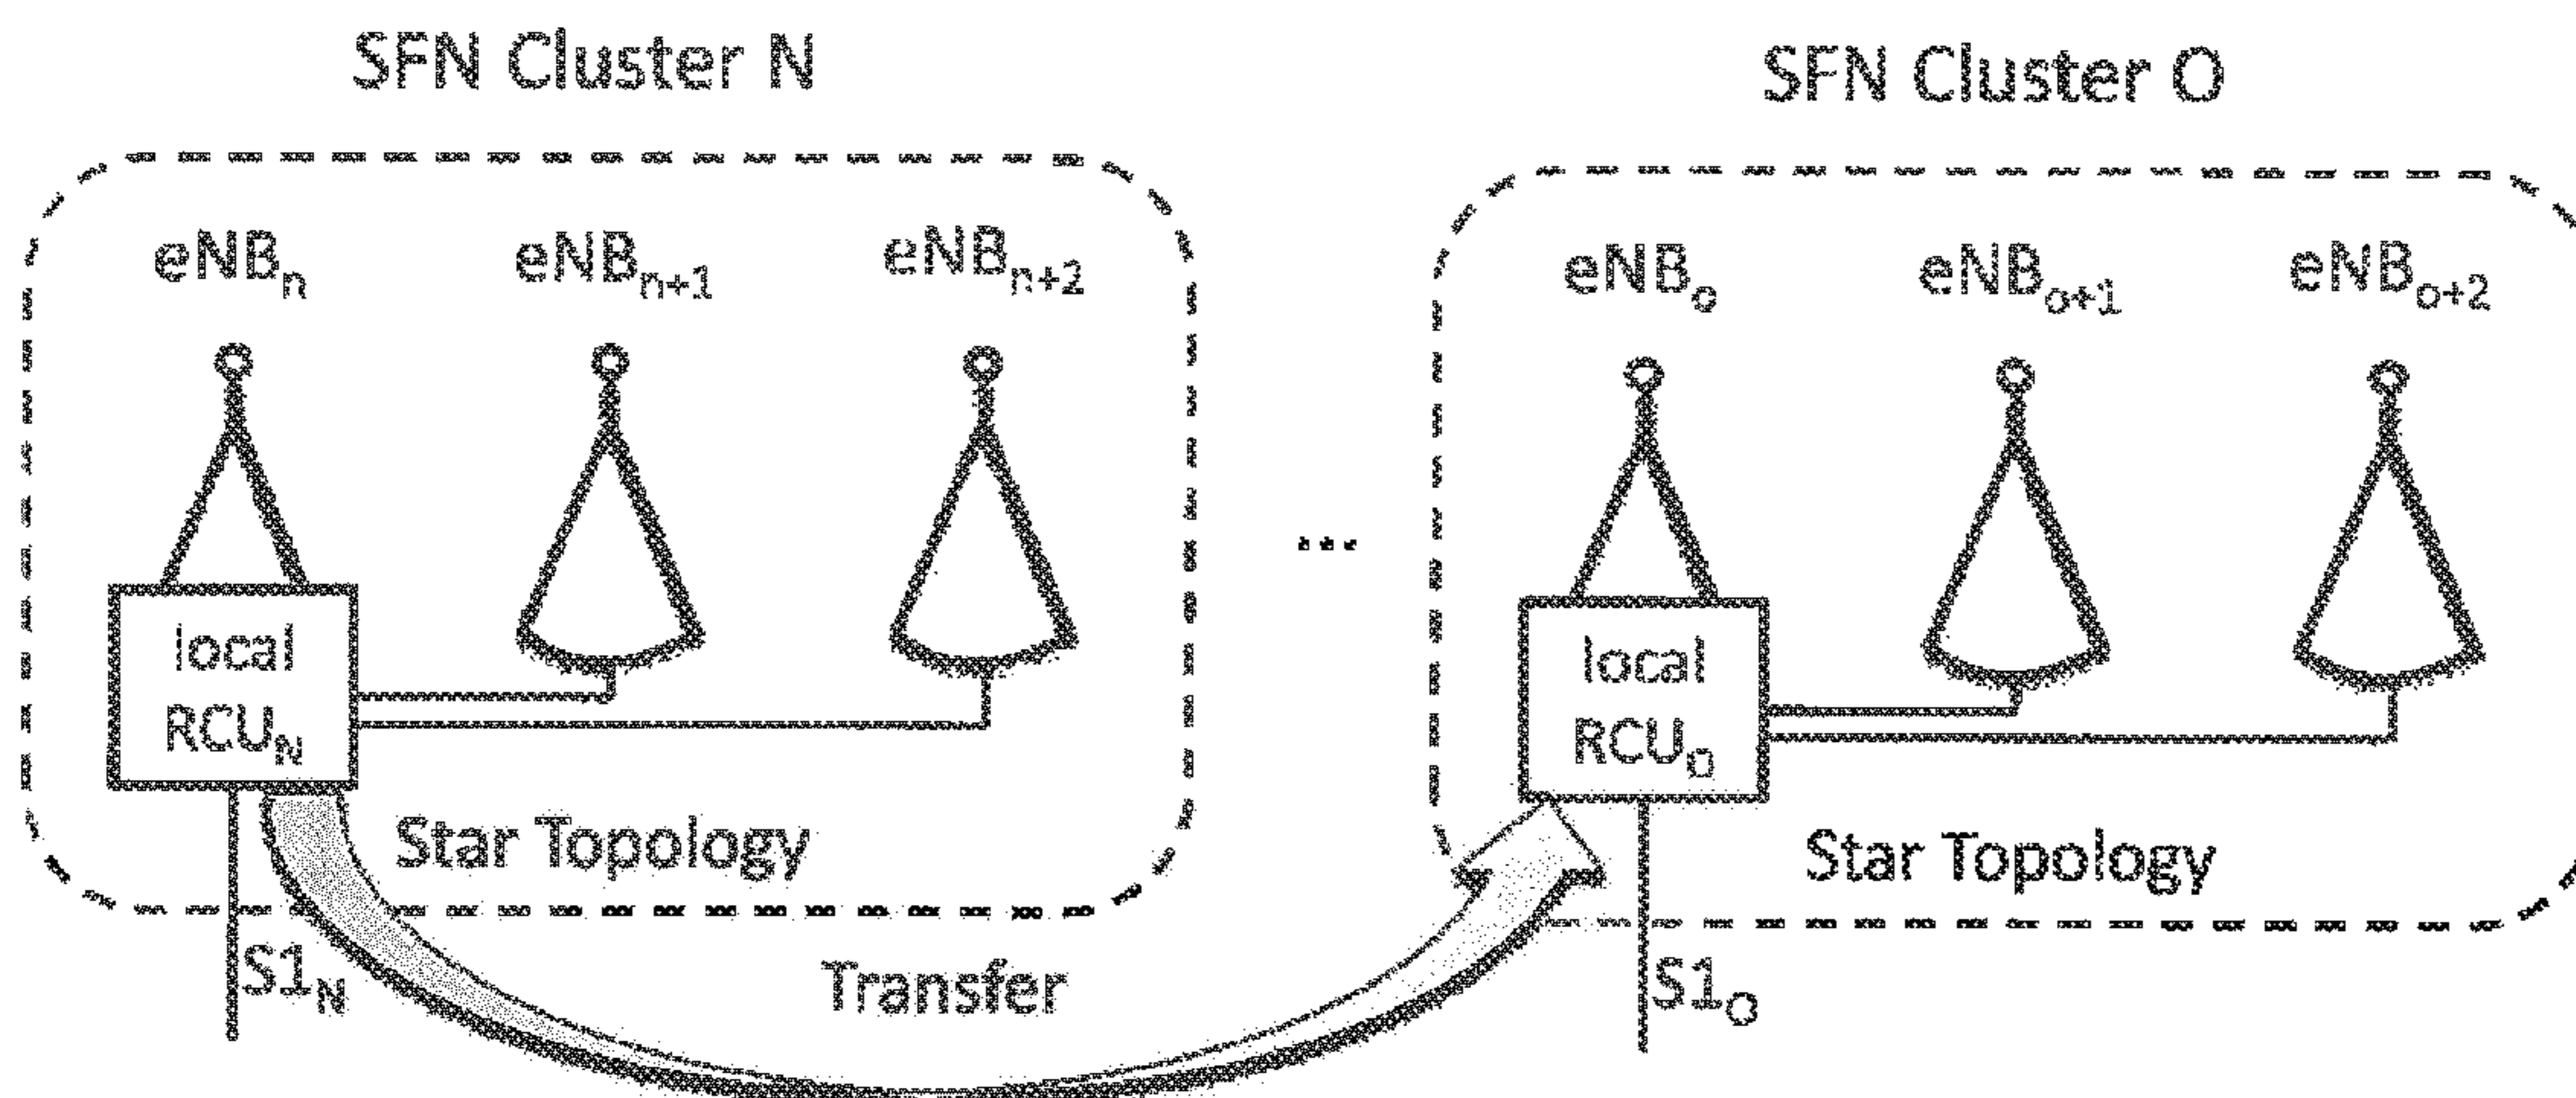 SFN Cluster N
SFN Cluster O
eNBn
eNBn+1
eNBn+2
eNBo
eNBo+1
eNBo+2
...
local
RCUN
local
RCUO
Star Topology
Star Topology
S1N
Transfer
S1O